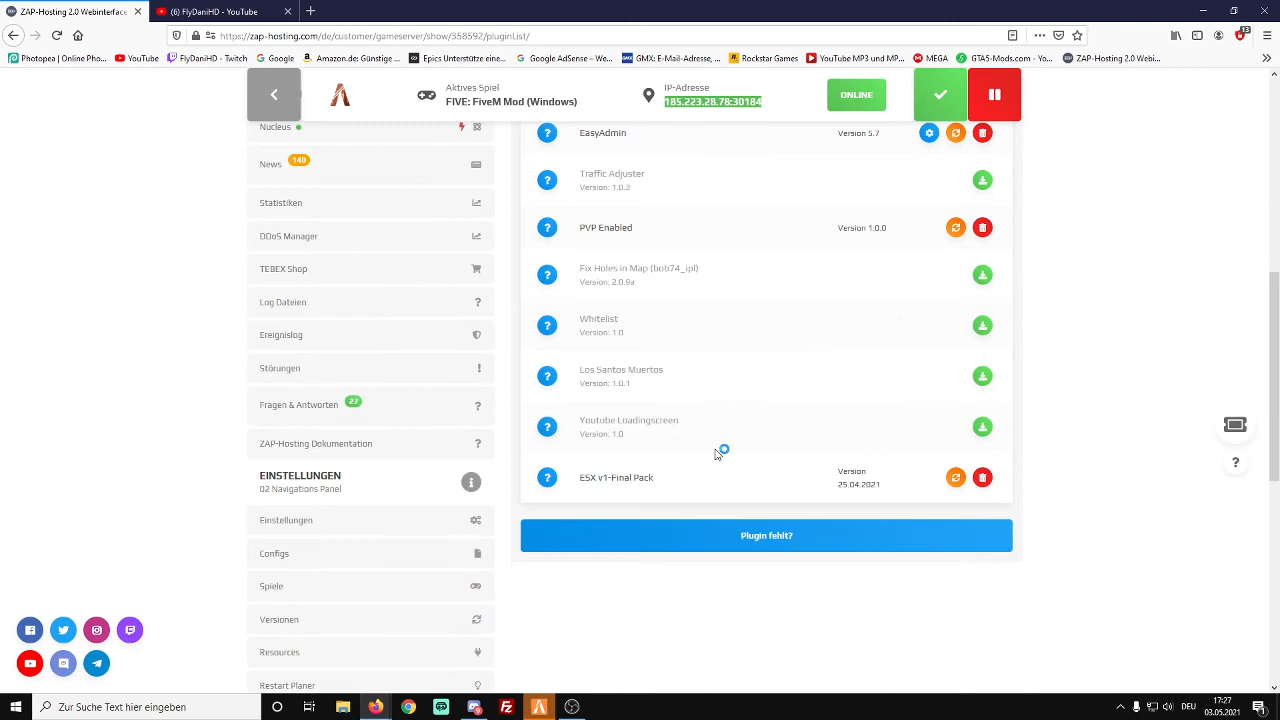 ZAP-Hosting.com - Webinterface
(6) FlyDaniHD - YouTube
https://zap-hosting.com/de/customer/gameserver/show/358592/pluginList/
13
Photopea | Online Pho...
YouTube
FlyDaniHD - Twitch
Google
Amazon.de: Günstige ...
Epics Unterstütze eine...
Google AdSense – We...
GMX: E-Mail-Adresse, ...
Rockstar Games
YouTube MP3 und MP...
MEGA
GTA5-Mods.com - Yo...
ZAP-Hosting 2.0 Webi...
Aktives Spiel
FIVE: FiveM Mod (Windows)
IP-Adresse
185.223.28.78:30184
ONLINE
Nucleus
News 140
Statistiken
DDoS Manager
TEBEX Shop
Log Dateien
Ereignislog
Störungen
Fragen & Antworten 27
ZAP-Hosting Dokumentation
EINSTELLUNGEN
02 Navigations Panel
Einstellungen
Configs
Spiele
Versionen
Resources
Restart Planer
EasyAdmin
Version 5.7
Traffic Adjuster
Version: 1.0.3
PVP Enabled
Version 1.0.0
Fix Holes in Map (bob74_ipl)
Version: 2.0.9a
Whitelist
Version: 1.0
Los Santos Muertos
Version: 1.0.1
Youtube Loadingscreen
Version: 1.0
ESX v1-Final Pack
Version
25.04.2021
Plugin fehlt?
Zur Suche Text hier eingeben
DEU
17:27
03.05.2021